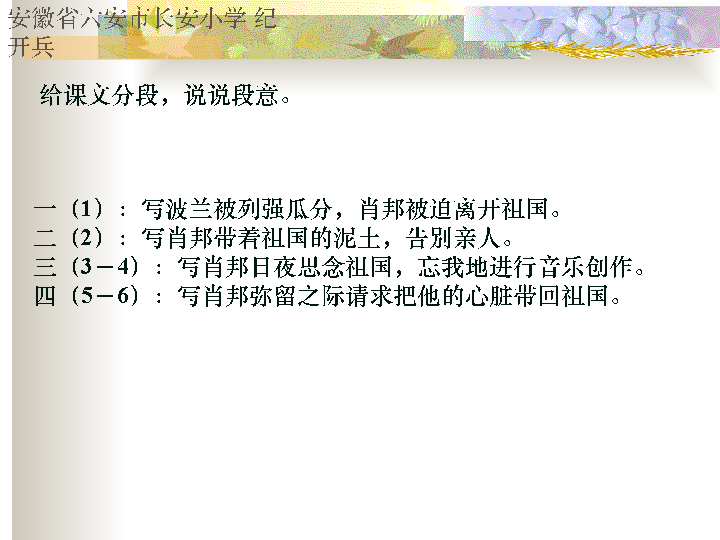 安徽省六安市长安小学 纪
开兵
给课文分段，说说段意。
一（1）：写波兰被列强瓜分，肖邦被迫离开祖国。
二（2）：写肖邦带着祖国的泥土，告别亲人。
三（3－4）：写肖邦日夜思念祖国，忘我地进行音乐创作。
四（5－6）：写肖邦弥留之际请求把他的心脏带回祖国。